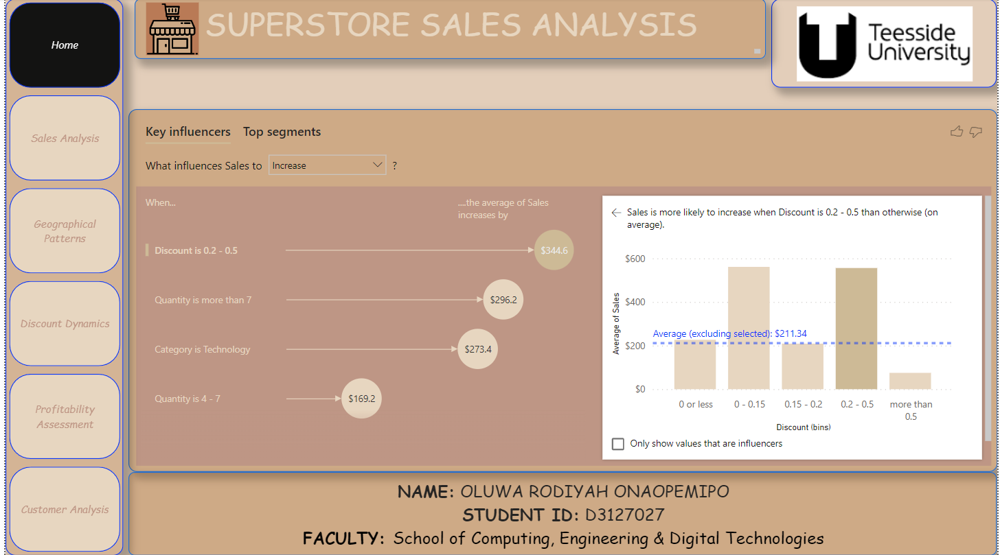 Home
SUPERSTORE SALES ANALYSIS
Teesside
University
Sales Analysis
Geographical
Patterns
Discount Dynamics
Profitability
Assessment
Customer Analysis
Key influencers Top segments
What influences Sales to Increase ?
When...
....the average of Sales
increases by
Discount is 0.2 - 0.5 $344.6
Quantity is more than 7 $296.2
Category is Technology $273.4
Quantity is 4 - 7 $169.2
Sales is more likely to increase when Discount is 0.2 - 0.5 than otherwise (on
average).
Average of Sales
$600
$400
Average (excluding selected): $211.34
$200
$0
0 or less 0 - 0.15 0.15 - 0.2 0.2 - 0.5 more than
0.5
Discount (bins)
Only show values that are influencers
NAME: OLUWA RODIYAH ONAOPEMIPO
STUDENT ID: D3127027
FACULTY: School of Computing, Engineering & Digital Technologies